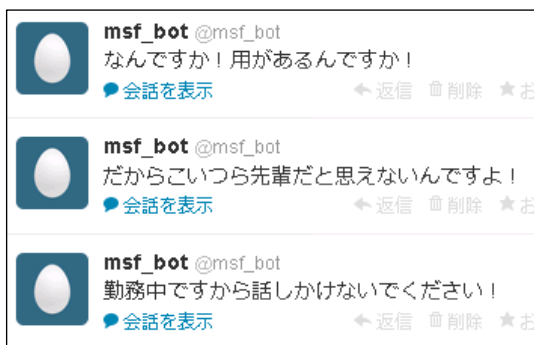 msf_bot @msf_bot
なんですか！用があるんですか！
会話を表示 返信 削除 お
msf_bot @msf_bot
だからこいつら先輩だと思えないんですよ！
会話を表示 返信 削除 お
msf_bot @msf_bot
勤務中ですから話しかけないでください！
会話を表示 返信 削除 お